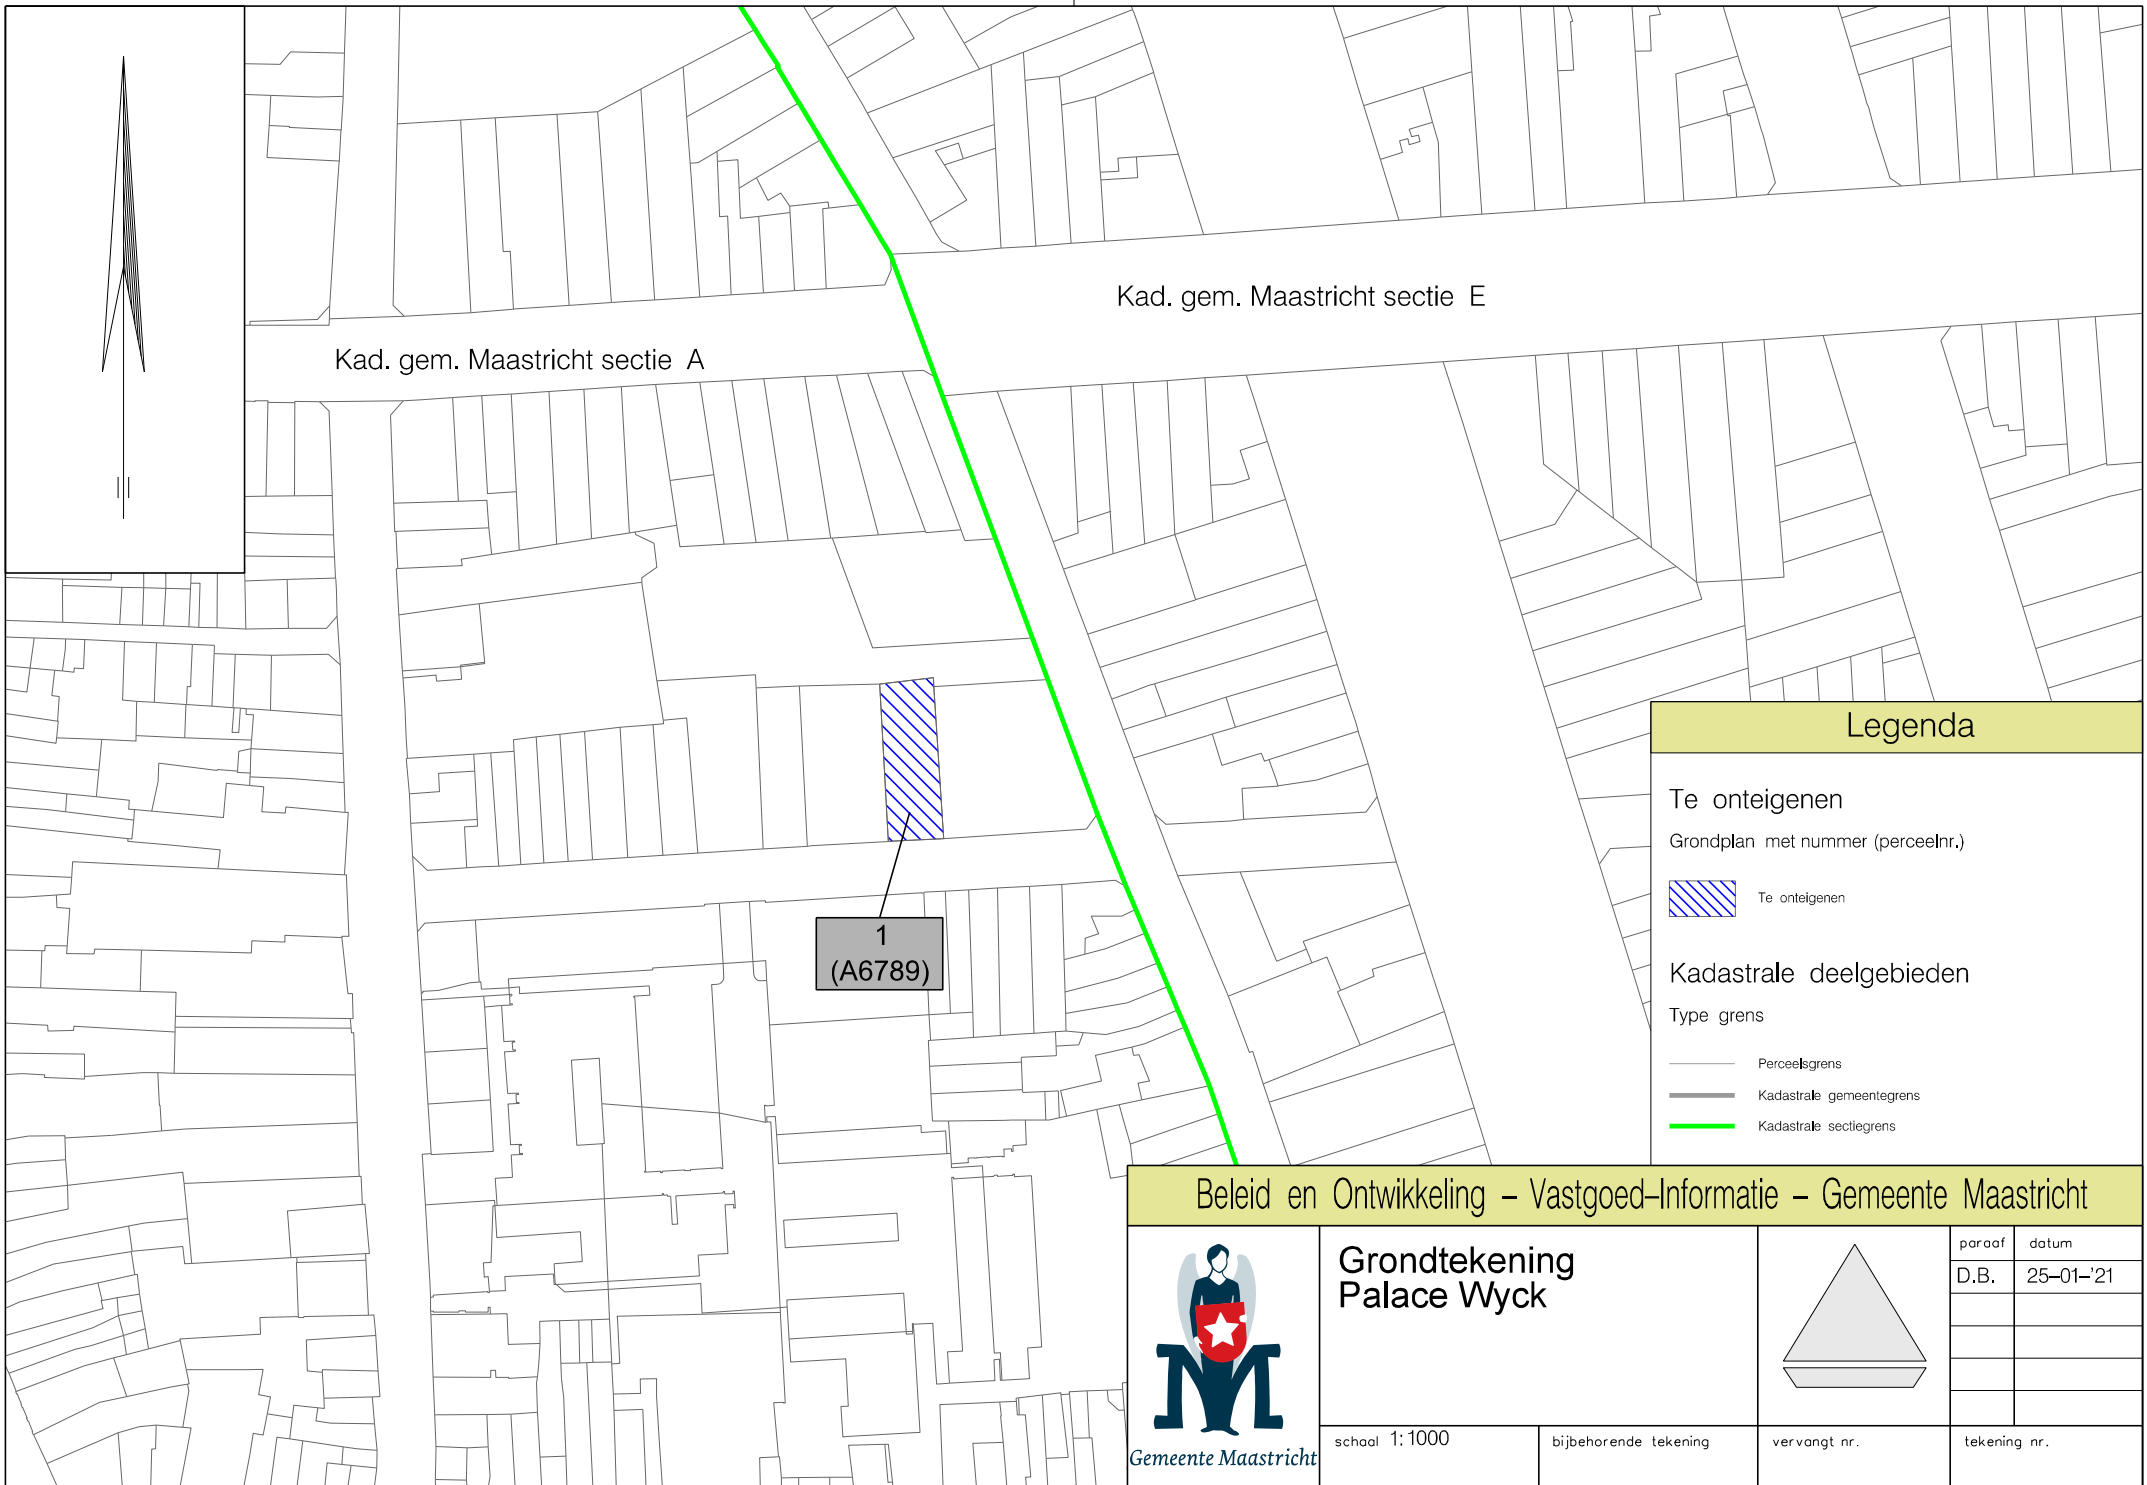 Kad. gem. Maastricht sectie E
Kad. gem. Maastricht sectie A
1
(A6789)
Legenda
Te onteigenen
Grondplan met nummer (perceelnr.)
Te onteigenen
Kadastrale deelgebieden
Type grens
Perceelsgrens
Kadastrale gemeentegrens
Kadastrale sectiegrens
Beleid en Ontwikkeling – Vastgoed–Informatie – Gemeente Maastricht
Gemeente Maastricht
Grondtekening
Palace Wyck
paraaf datum
D.B. 25–01–'21
schaal 1:1000
bijbehorende tekening
vervangt nr.
tekening nr.